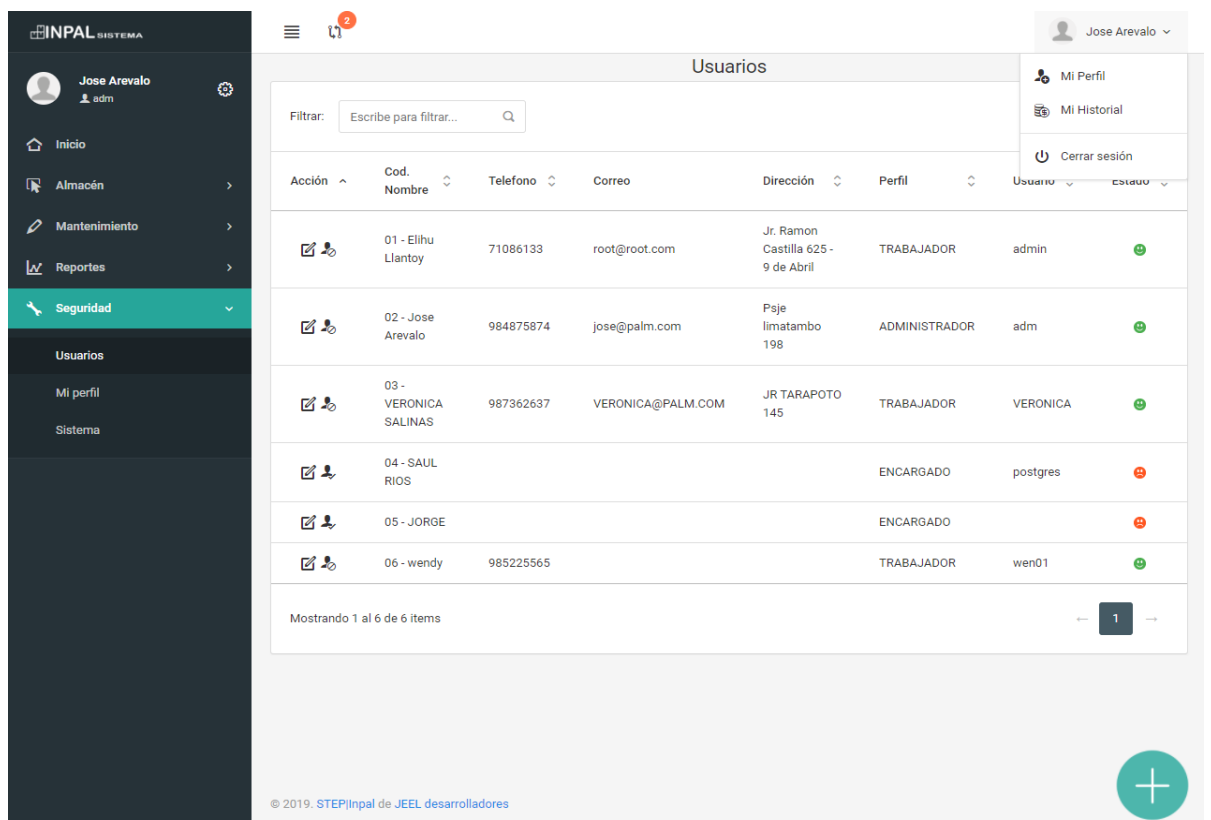 INPAL SISTEMA
2
Jose Arevalo
Jose Arevalo
adm
Inicio
Almacén
Mantenimiento
Reportes
Seguridad
Usuarios
Mi perfil
Sistema
Mi Perfil
Mi Historial
Cerrar sesión
Usuarios
Filtrar: Escribe para filtrar...
Acción Cod. Nombre Telefono Correo Dirección Perfil Usuario Estado
01 - Elihu Llantoy 71086133 root@root.com Jr. Ramon Castilla 625 - 9 de Abril TRABAJADOR admin
02 - Jose Arevalo 984875874 jose@palm.com Psje limatambo 198 ADMINISTRADOR adm
03 - VERONICA SALINAS 987362637 VERONICA@PALM.COM JR TARAPOTO 145 TRABAJADOR VERONICA
04 - SAUL RIOS ENCARGADO postgres
05 - JORGE ENCARGADO
06 - wendy 985225565 TRABAJADOR wen01
Mostrando 1 al 6 de 6 items
← 1 →
© 2019. STEP|Inpal de JEEL desarrolladores